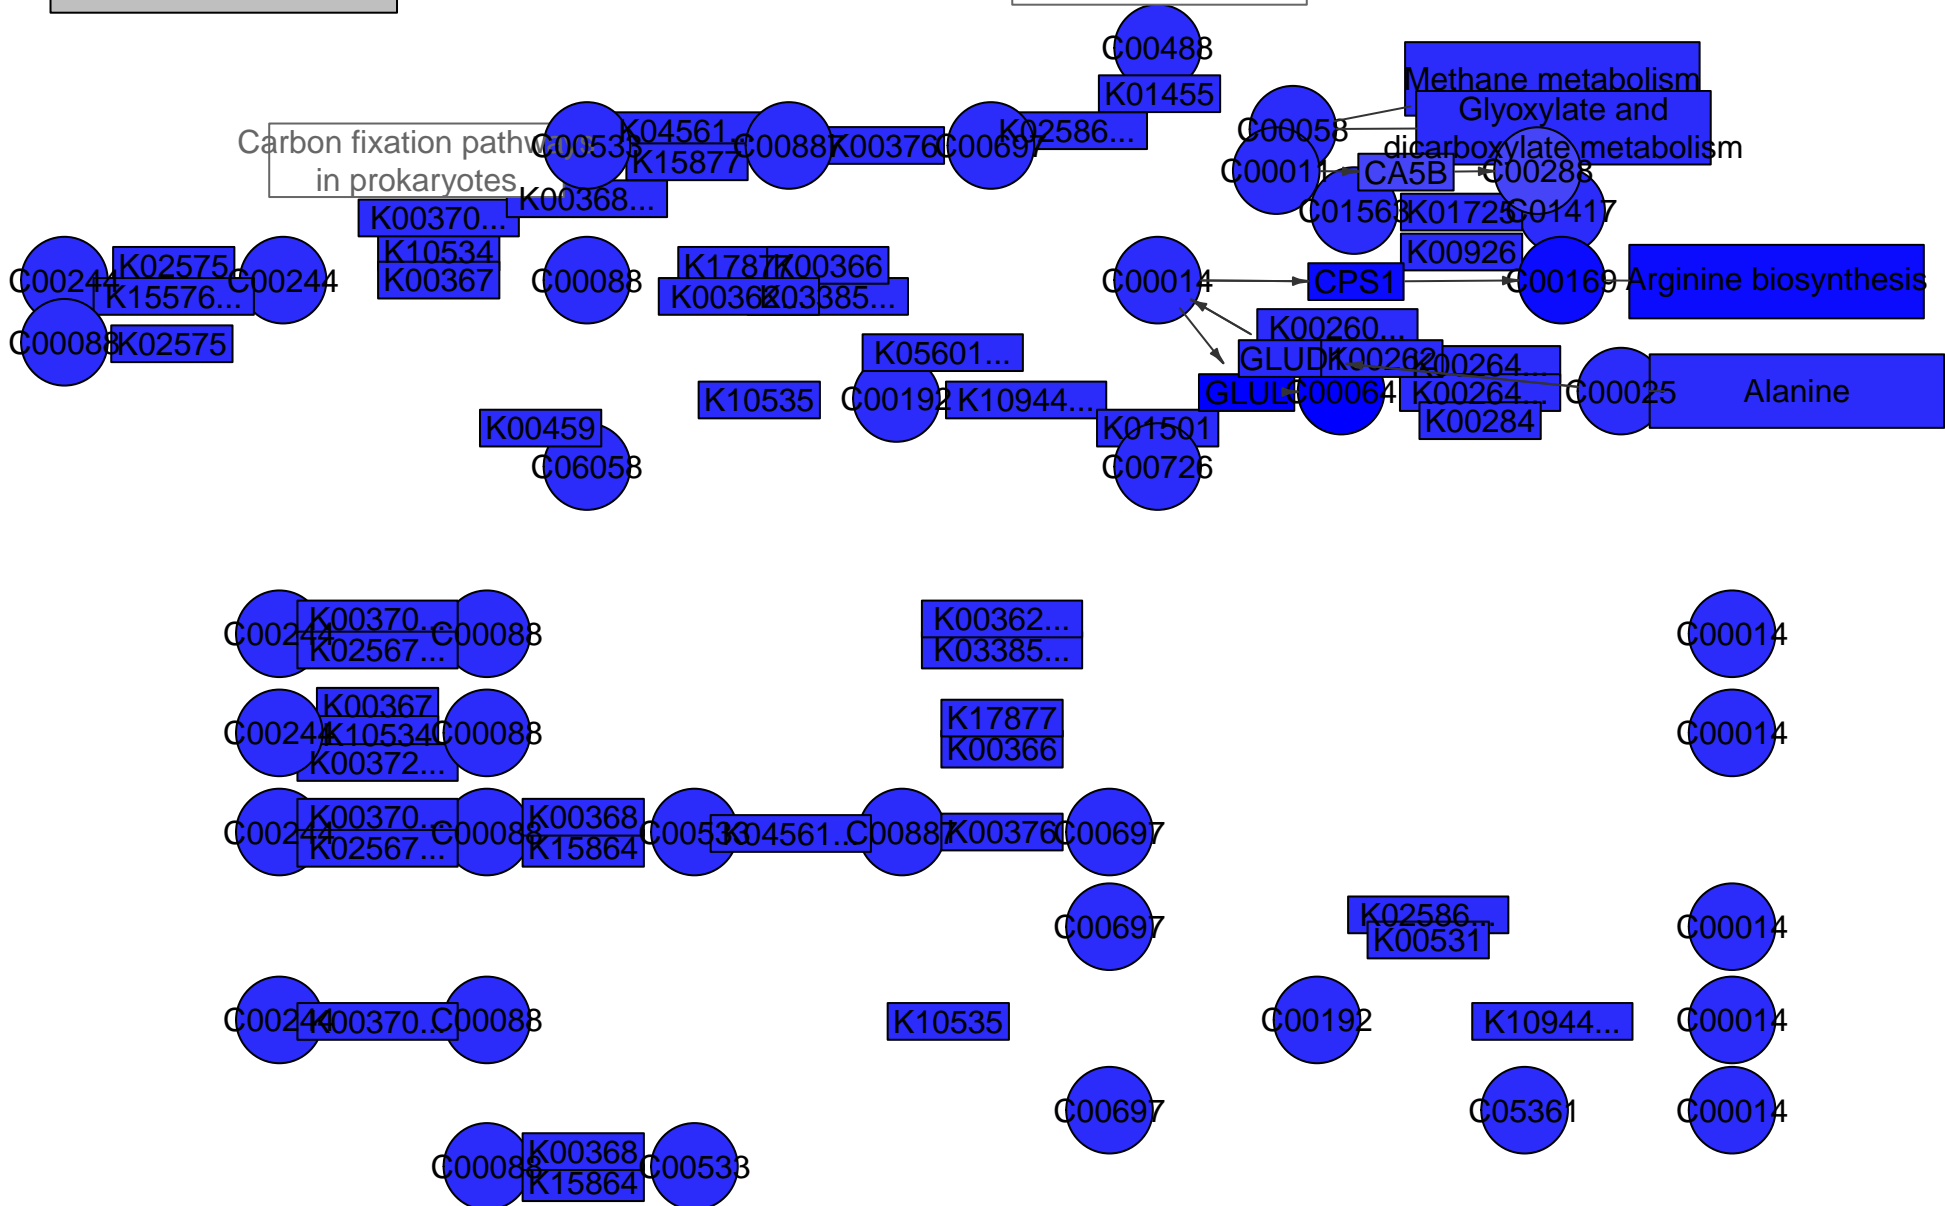 C00488
K01455
Methane metabolism
Glyoxylate and
dicarboxylate metabolism
C00058
Carbon fixation pathways
in prokaryotes
C00533
K04561...
K15877
C00887
K00376
C00697
K02586...
C00011
CA5B
C00288
K00368...
K00370...
C01563
K01725
C01417
K10534
K00367
K00926
C00244
K02575
K15576...
C00244
C00088
K17877
K00366
K00362...
K03385...
C00014
CPS1
C00169
Arginine biosynthesis
C00088
K02575
K00260...
K05601...
GLUD1
K00262
K00264...
K10535
C00192
K10944...
GLUL
C00064
K00264...
C00025
Alanine
K00459
K01501
K00284
C06058
C00726
C00244
K00370...
K02567...
C00088
K00362...
K03385...
C00014
C00244
K00367
K10534
K00372...
C00088
K17877
K00366
C00014
C00244
K00370...
K02567...
C00088
K00368
K15864
C00533
K04561...
C00887
K00376
C00697
C00697
K02586...
K00531
C00014
C00244
K00370...
C00088
K10535
C00192
K10944...
C00014
C00697
C05361
C00014
C00088
K00368
K15864
C00533